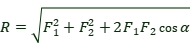 R = √(F₁² + F₂² + 2F₁F₂ cos α)